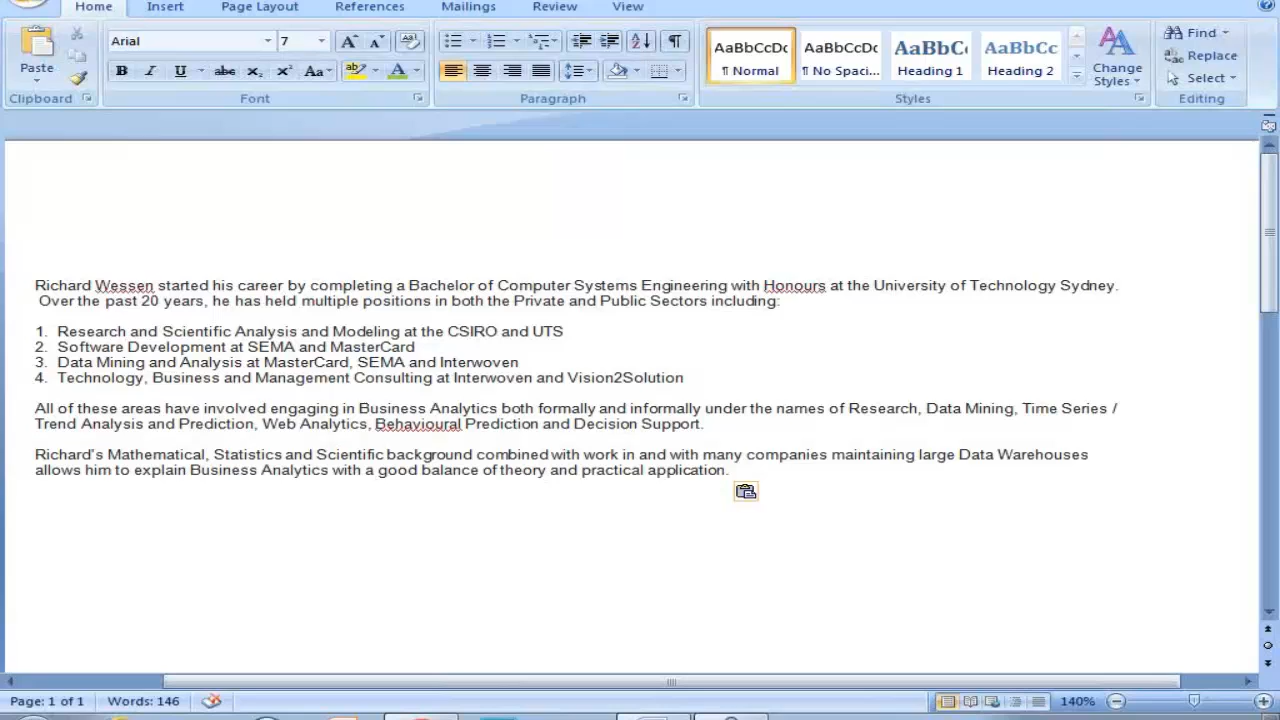 Home Insert Page Layout References Mailings Review View
Arial 7
Paste
B I U abc X₂ X² Aa A
AaBbCcDc AaBbCcDc AaBbC AaBbCc
¶ Normal ¶ No Spaci... Heading 1 Heading 2
Change Styles
Find
Replace
Select
Clipboard Font Paragraph Styles Editing
Richard Wessen started his career by completing a Bachelor of Computer Systems Engineering with Honours at the University of Technology Sydney.
Over the past 20 years, he has held multiple positions in both the Private and Public Sectors including:
1. Research and Scientific Analysis and Modeling at the CSIRO and UTS
2. Software Development at SEMA and MasterCard
3. Data Mining and Analysis at MasterCard, SEMA and Interwoven
4. Technology, Business and Management Consulting at Interwoven and Vision2Solution
All of these areas have involved engaging in Business Analytics both formally and informally under the names of Research, Data Mining, Time Series /
Trend Analysis and Prediction, Web Analytics, Behavioural Prediction and Decision Support.
Richard's Mathematical, Statistics and Scientific background combined with work in and with many companies maintaining large Data Warehouses
allows him to explain Business Analytics with a good balance of theory and practical application.
Page: 1 of 1 Words: 146 140%